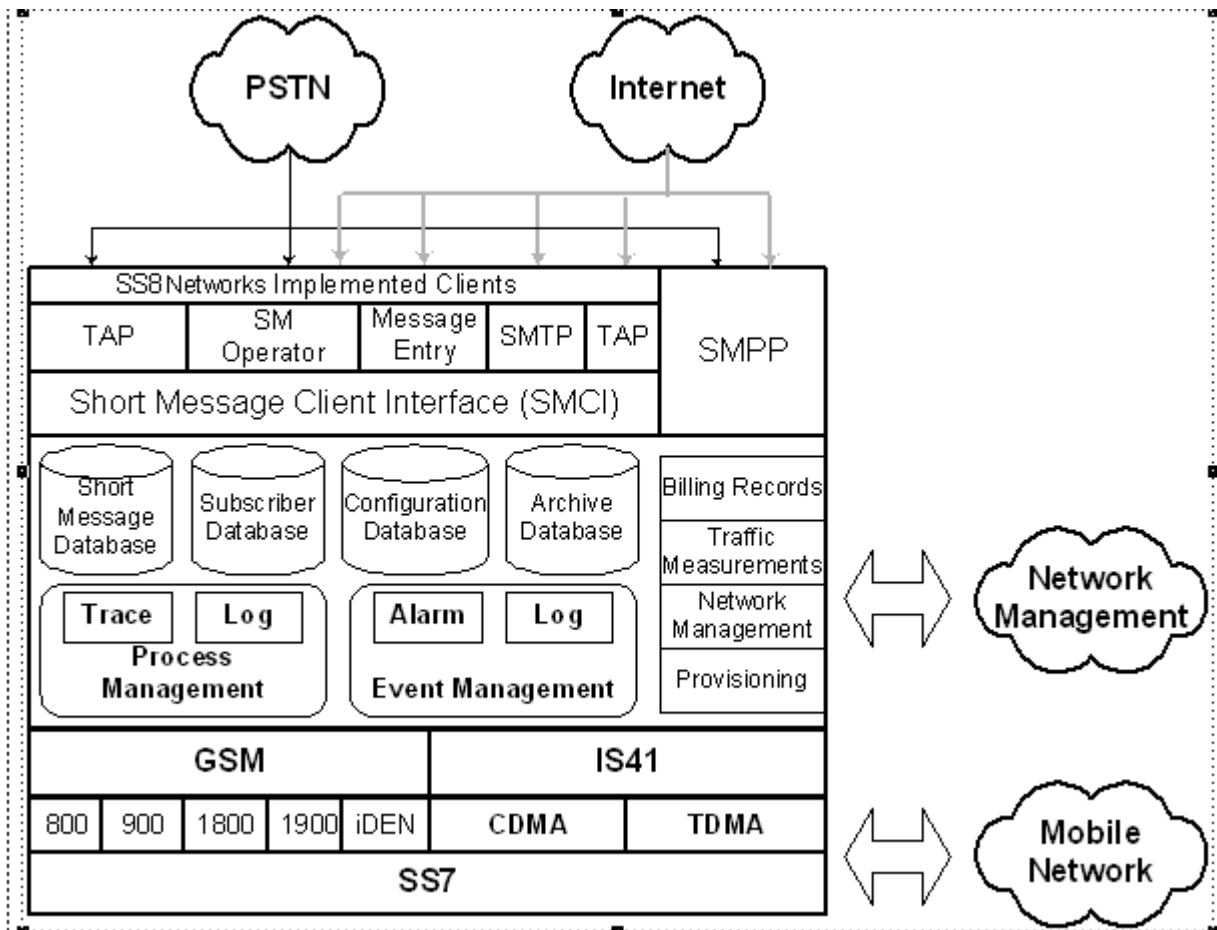 PSTN
Internet
SS8Networks Implemented Clients
TAP
SM
Operator
Message
Entry
SMTP
TAP
SMPP
Short Message Client Interface (SMCI)
Short
Message
Database
Subscriber
Database
Configuration
Database
Archive
Database
Billing Records
Traffic
Measurements
Network
Management
Provisioning
Trace
Log
Process
Management
Alarm
Log
Event Management
Network
Management
GSM
IS41
800
900
1800
1900
iDEN
CDMA
TDMA
SS7
Mobile
Network